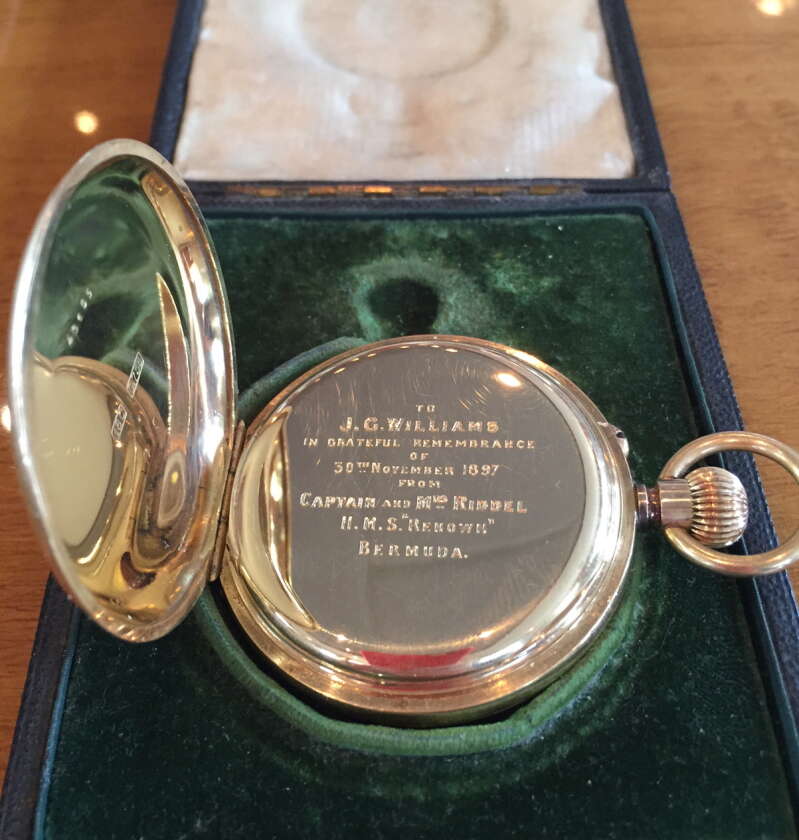 TO
J.G. WILLIAMS
IN GRATEFUL REMEMBRANCE
OF
30TH NOVEMBER 1897
FROM
CAPTAIN AND MRS RIDDEL
H.M.S. "RENOWN"
BERMUDA.